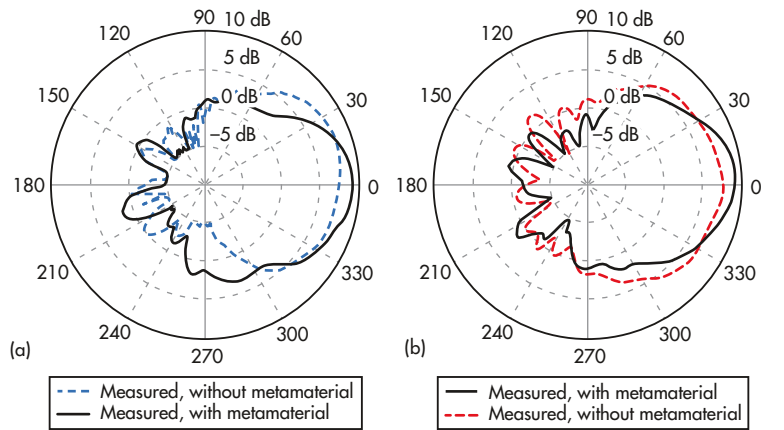 90 10 dB
120 60
5 dB
150 0 dB 30
−5 dB
180 0
210 330
240 300
270
(a)
Measured, without metamaterial
Measured, with metamaterial
90 10 dB
120 60
5 dB
150 0 dB 30
−5 dB
180 0
210 330
240 300
270
(b)
Measured, with metamaterial
Measured, without metamaterial